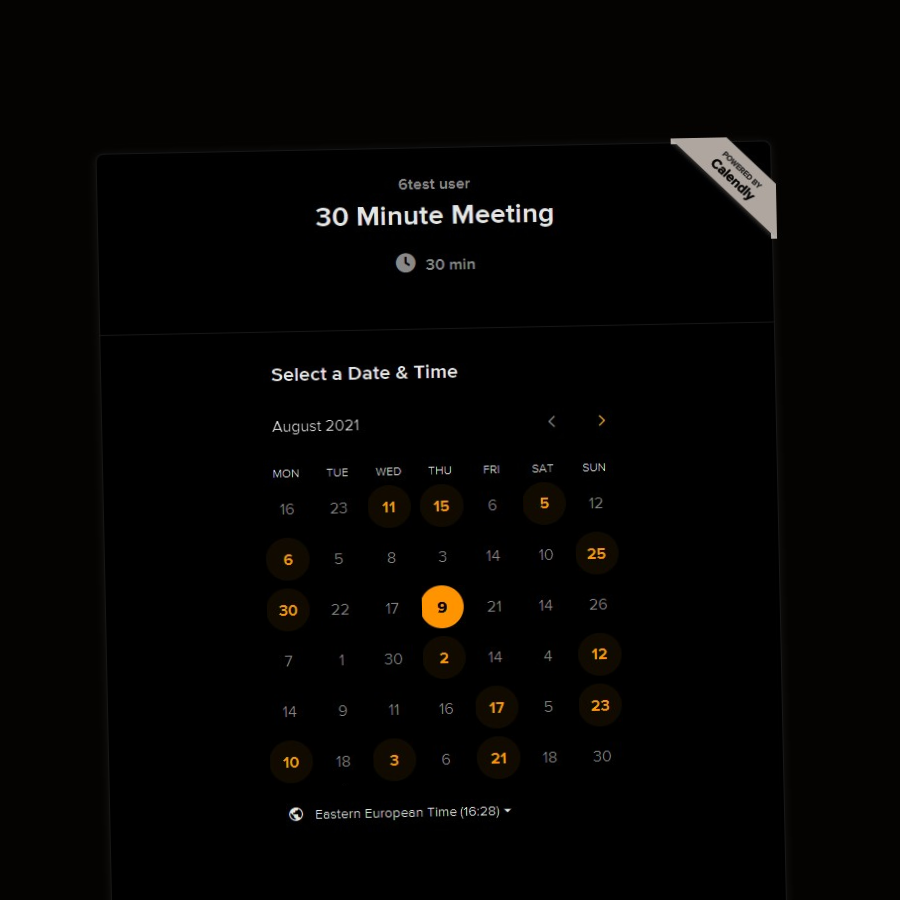 POWERED BY
Calendly
6test user
30 Minute Meeting
30 min
Select a Date & Time
August 2021
MON TUE WED THU FRI SAT SUN
16 23 11 15 6 5 12
6 5 8 3 14 10 25
30 22 17 9 21 14 26
7 1 30 2 14 4 12
14 9 11 16 17 5 23
10 18 3 6 21 18 30
Eastern European Time (16:28)